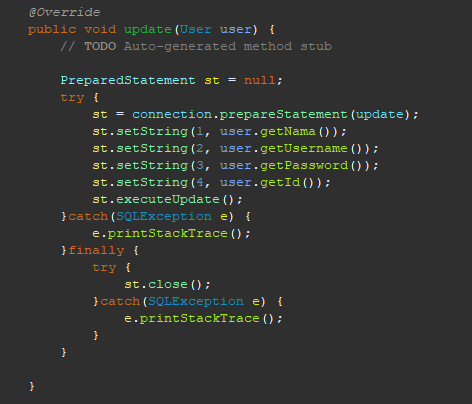 @Override
public void update(User user) {
// TODO Auto-generated method stub
PreparedStatement st = null;
try {
st = connection.prepareStatement(update);
st.setString(1, user.getNama());
st.setString(2, user.getUsername());
st.setString(3, user.getPassword());
st.setString(4, user.getId());
st.executeUpdate();
}catch(SQLException e) {
e.printStackTrace();
}finally {
try {
st.close();
}catch(SQLException e) {
e.printStackTrace();
}
}
}